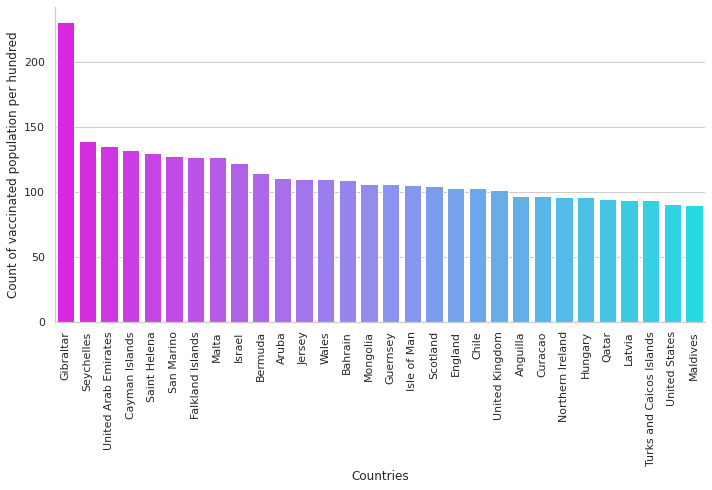 Count of vaccinated population per hundred
200
150
100
50
0
Gibraltar
Seychelles
United Arab Emirates
Cayman Islands
Saint Helena
San Marino
Falkland Islands
Malta
Israel
Bermuda
Aruba
Jersey
Wales
Bahrain
Mongolia
Guernsey
Isle of Man
Scotland
England
Chile
United Kingdom
Anguilla
Curacao
Northern Ireland
Hungary
Qatar
Latvia
Turks and Caicos Islands
United States
Maldives
Countries